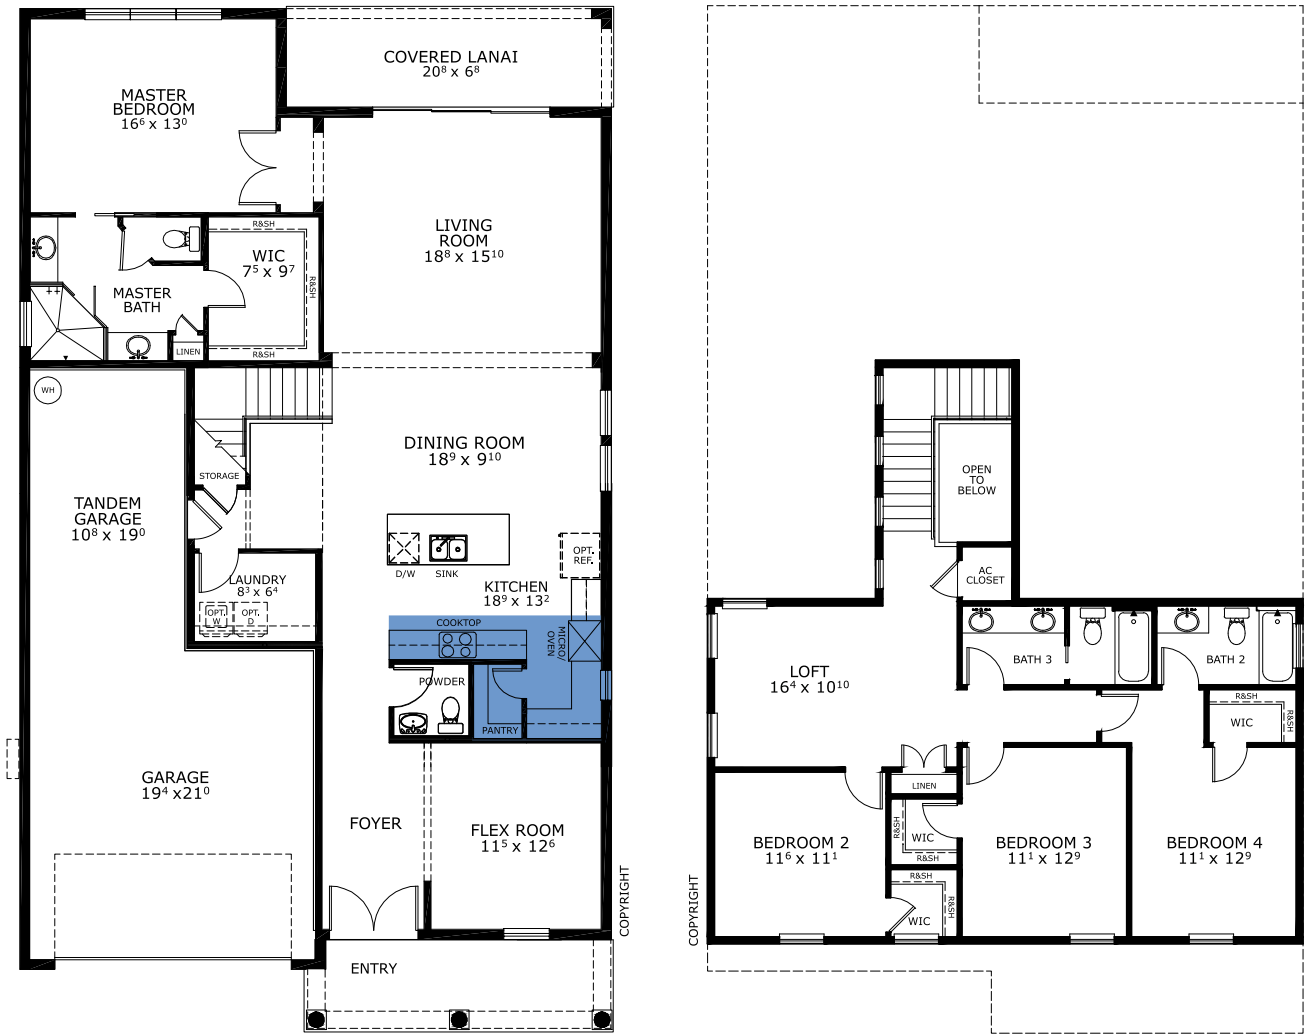 COVERED LANAI
20⁸ x 6⁸
MASTER
BEDROOM
16⁶ x 13⁰
LIVING
ROOM
18⁸ x 15¹⁰
R&SH
WIC
7⁵ x 9⁷
R&SH
R&SH
MASTER
BATH
LINEN
WH
DINING ROOM
18⁹ x 9¹⁰
STORAGE
TANDEM
GARAGE
10⁸ x 19⁰
D/W
SINK
OPT.
REF.
KITCHEN
18⁹ x 13²
LAUNDRY
8³ x 6⁴
OPT.
W
OPT.
D
COOKTOP
MICRO/
OVEN
POWDER
PANTRY
GARAGE
19⁴ x21⁰
FOYER
FLEX ROOM
11⁵ x 12⁶
ENTRY
COPYRIGHT
OPEN
TO
BELOW
AC
CLOSET
LOFT
16⁴ x 10¹⁰
BATH 3
BATH 2
R&SH
WIC
R&SH
LINEN
BEDROOM 2
11⁶ x 11¹
R&SH
WIC
R&SH
BEDROOM 3
11¹ x 12⁹
BEDROOM 4
11¹ x 12⁹
R&SH
WIC
R&SH
COPYRIGHT